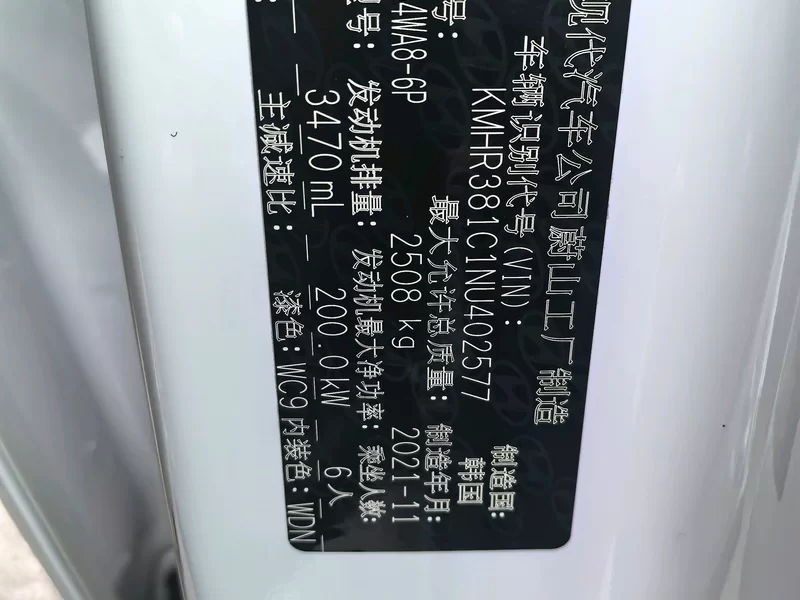 现代汽车公司蔚山工厂制造
车辆识别代号(VIN): 制造国:
KMHR381C1NU402577 韩国
号: 最大允许总质量: 制造年月:
4WA8-6P 2508 kg 2021-11
号: 发动机排量: 发动机最大净功率: 乘坐人数:
3470 mL 200.0 kW 6人
主减速比: 漆色: WC9 内装色: WDN